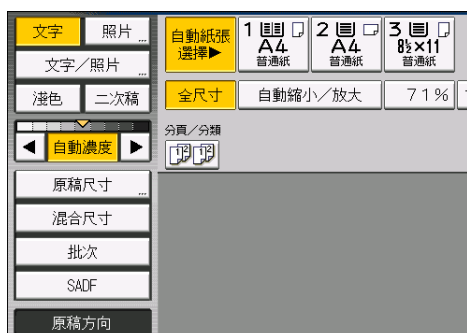 文字 照片
文字／照片
淺色 二次稿
自動濃度
原稿尺寸
混合尺寸
批次
SADF
原稿方向
自動紙張
選擇▶
1 A4 普通紙
2 A4 普通紙
3 8½×11 普通紙
全尺寸 自動縮小／放大 71%
分頁／分類